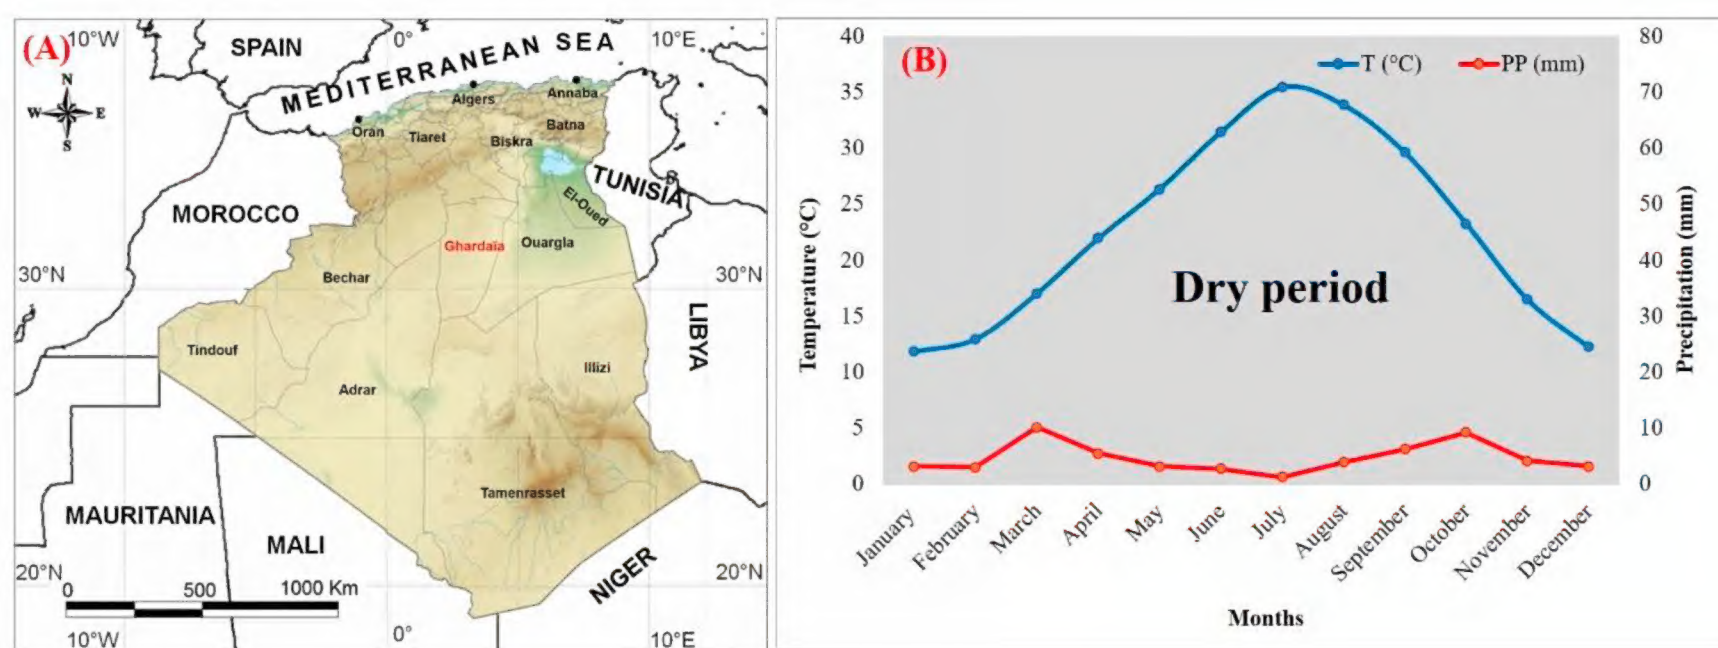 (A)
10°W
0°
10°E
SPAIN
MEDITERRANEAN SEA
N
W E
S
Algers
Annaba
Oran
Tiaret
Batna
Biskra
TUNISIA
MOROCCO
El-Oued
Ghardaïa
Ouargla
30°N
30°N
Bechar
LIBYA
Tindouf
Illizi
Adrar
Tamenrasset
MAURITANIA
MALI
NIGER
20°N
20°N
0 500 1000 Km
10°W
0°
10°E
(B)
T (°C)
PP (mm)
40
35
30
25
20
15
10
5
0
Temperature (°C)
Dry period
80
70
60
50
40
30
20
10
0
Precipitation (mm)
January
February
March
April
May
June
July
August
September
October
November
December
Months